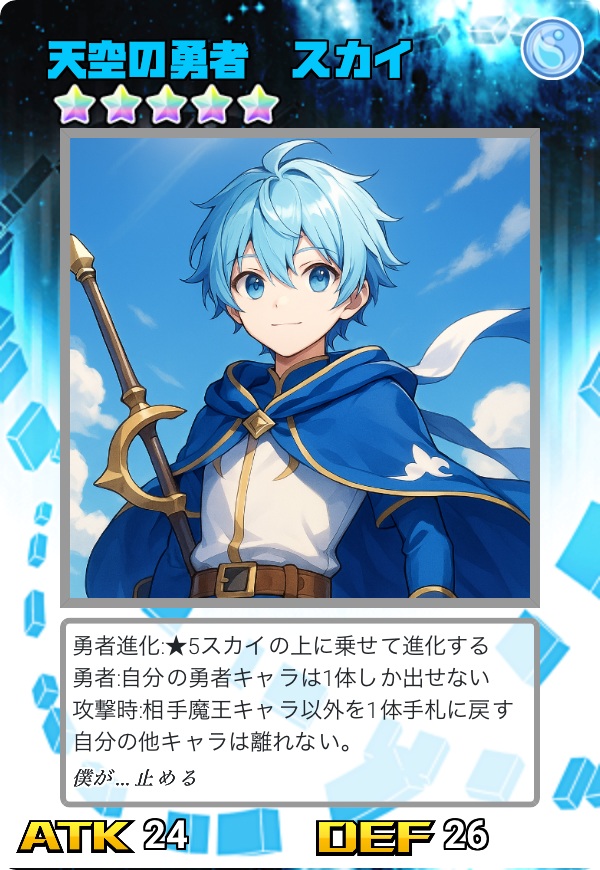 天空の勇者　スカイ
勇者進化:★5スカイの上に乗せて進化する
勇者:自分の勇者キャラは1体しか出せない
攻撃時:相手魔王キャラ以外を1体手札に戻す
自分の他キャラは離れない。
僕が…止める
ATK 24 DEF 26